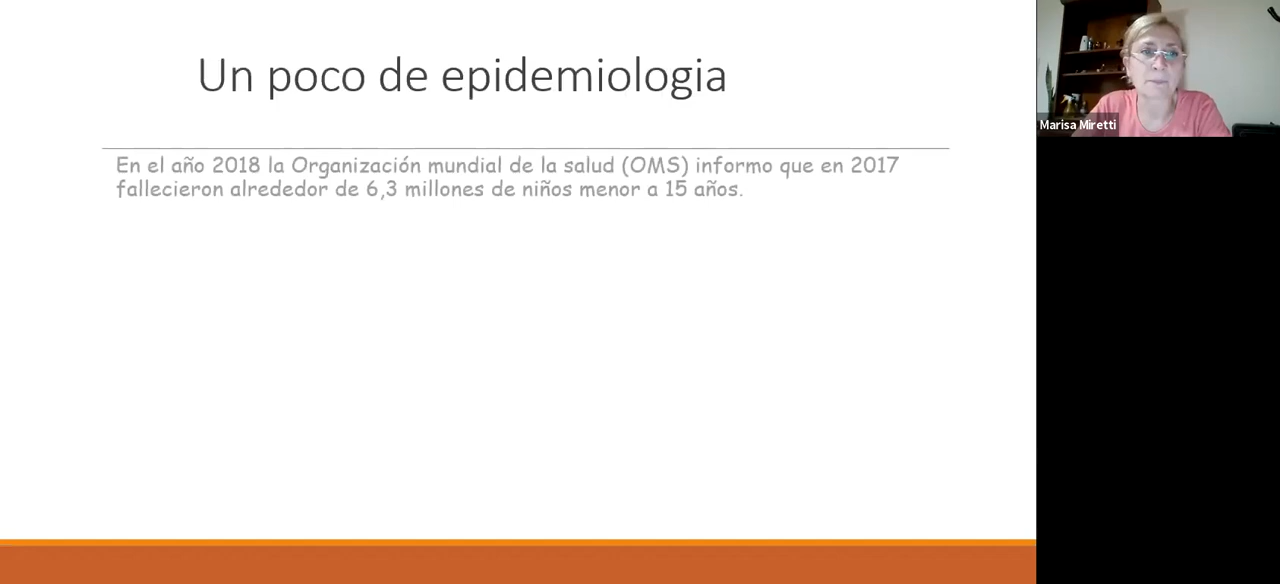 Un poco de epidemiologia
En el año 2018 la Organización mundial de la salud (OMS) informo que en 2017
fallecieron alrededor de 6,3 millones de niños menor a 15 años.
Marisa Miretti